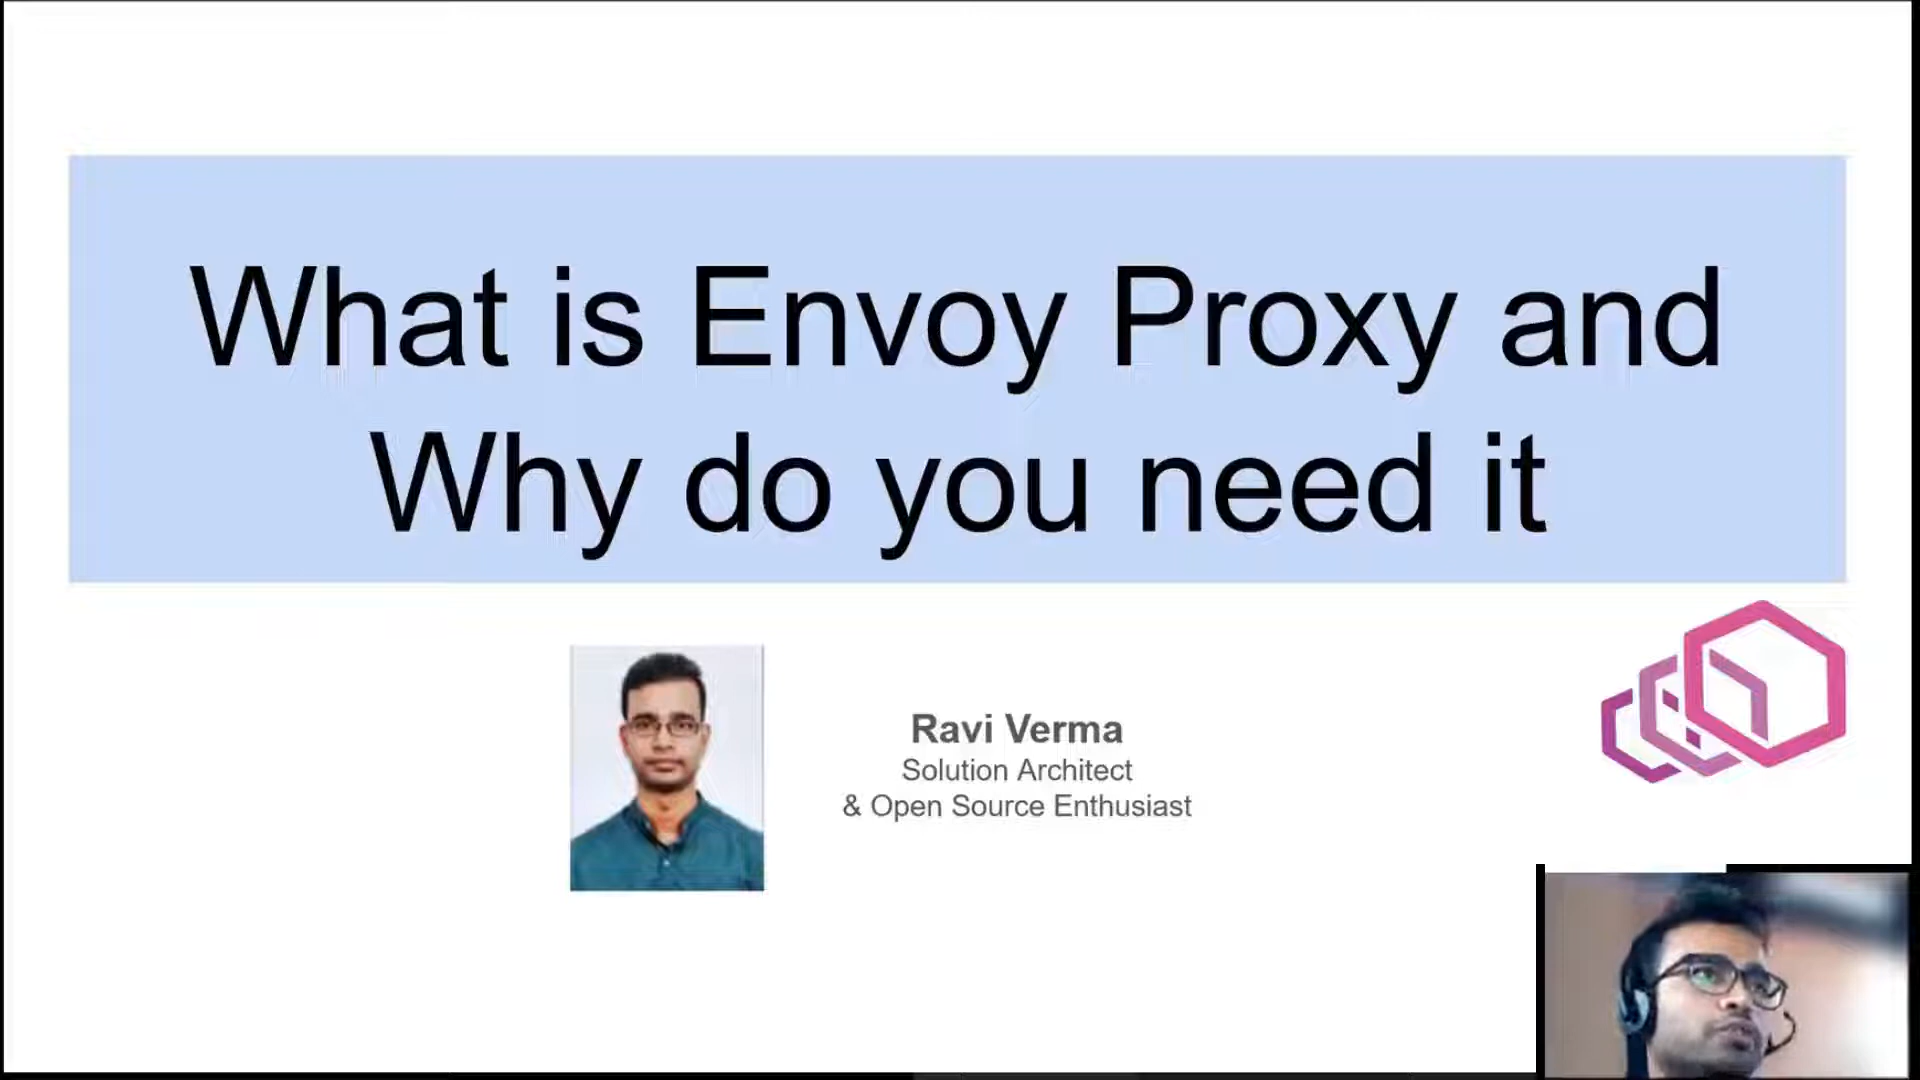 What is Envoy Proxy and
Why do you need it
Ravi Verma
Solution Architect
& Open Source Enthusiast